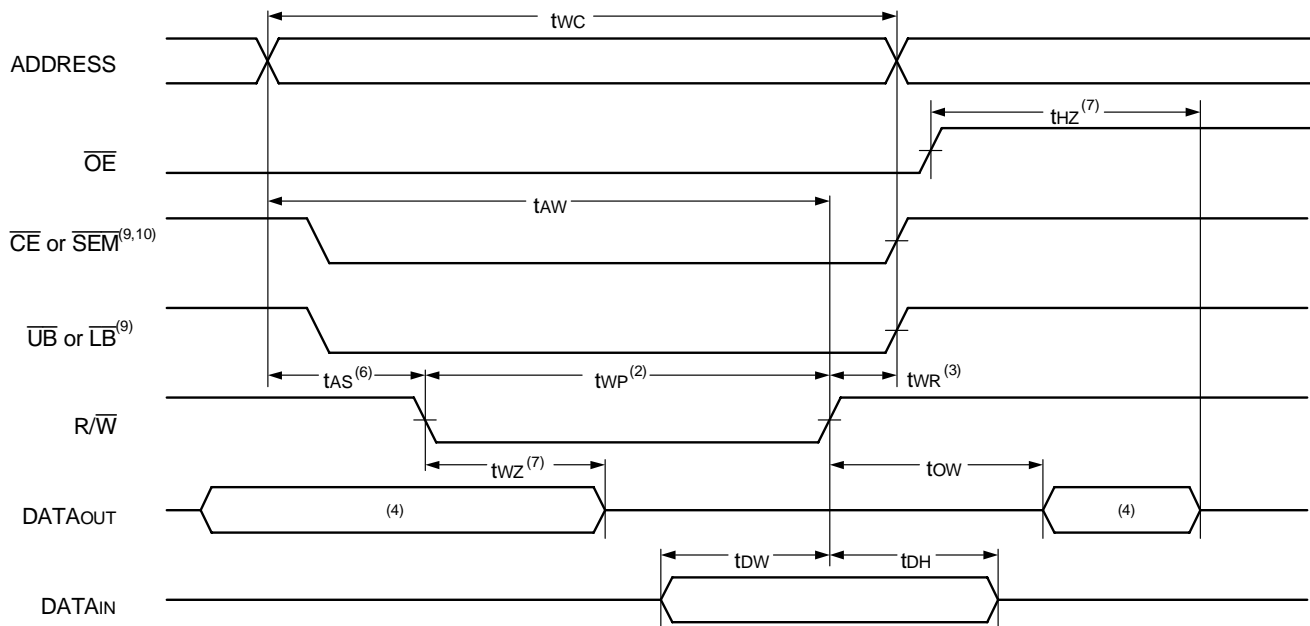 tWC
ADDRESS
tHZ(7)
OE
tAW
CE or SEM(9,10)
UB or LB(9)
tAS(6) tWP(2) tWR(3)
R/W
tWZ(7) tOW
DATAOUT (4) (4)
tDW tDH
DATAIN